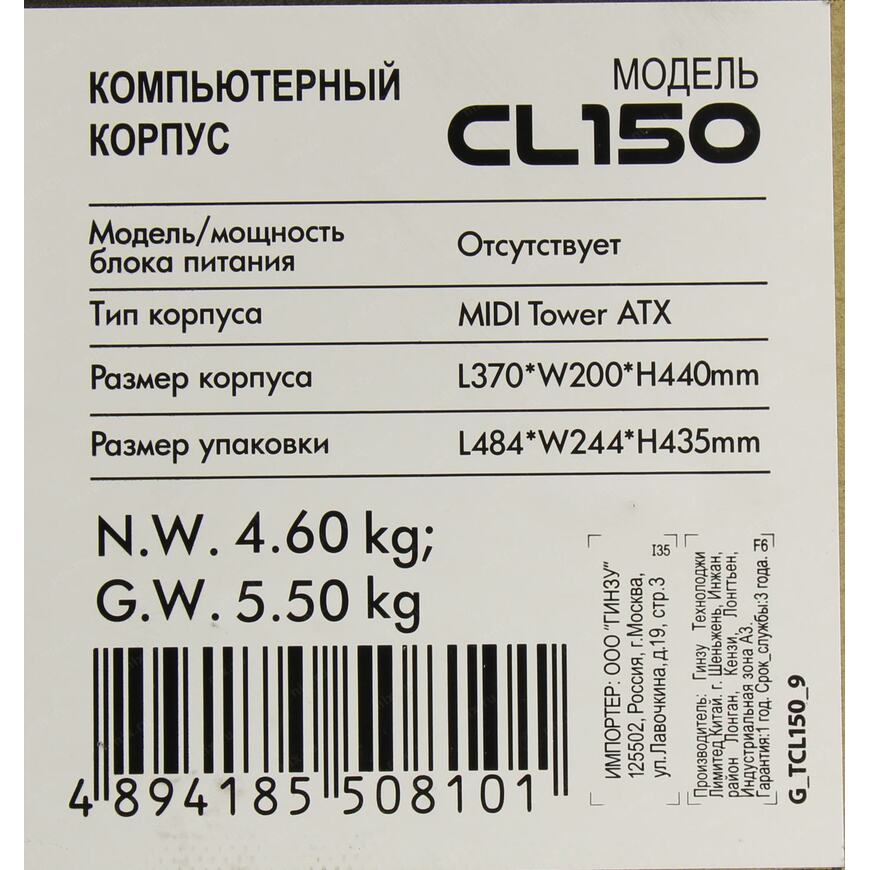 КОМПЬЮТЕРНЫЙ
КОРПУС
МОДЕЛЬ
CL150
Модель/мощность
блока питания
Отсутствует
Тип корпуса
MIDI Tower ATX
Размер корпуса
L370*W200*H440mm
Размер упаковки
L484*W244*H435mm
N.W. 4.60 kg;
G.W. 5.50 kg
4 894185 508101
I35
ИМПОРТЕР: ООО "ГИНЗУ"
125502, Россия, г.Москва,
ул.Лавочкина,д.19, стр.3
F6
Производитель: Гинзу Технолоджи
Лимитед Китай. г. Шеньжень, Инжан,
район Лонган, Кензи, Лонгтьен,
Индустриальная зона А3.
Гарантия:1 год. Срок_службы:3 года.
G_TCL150_9